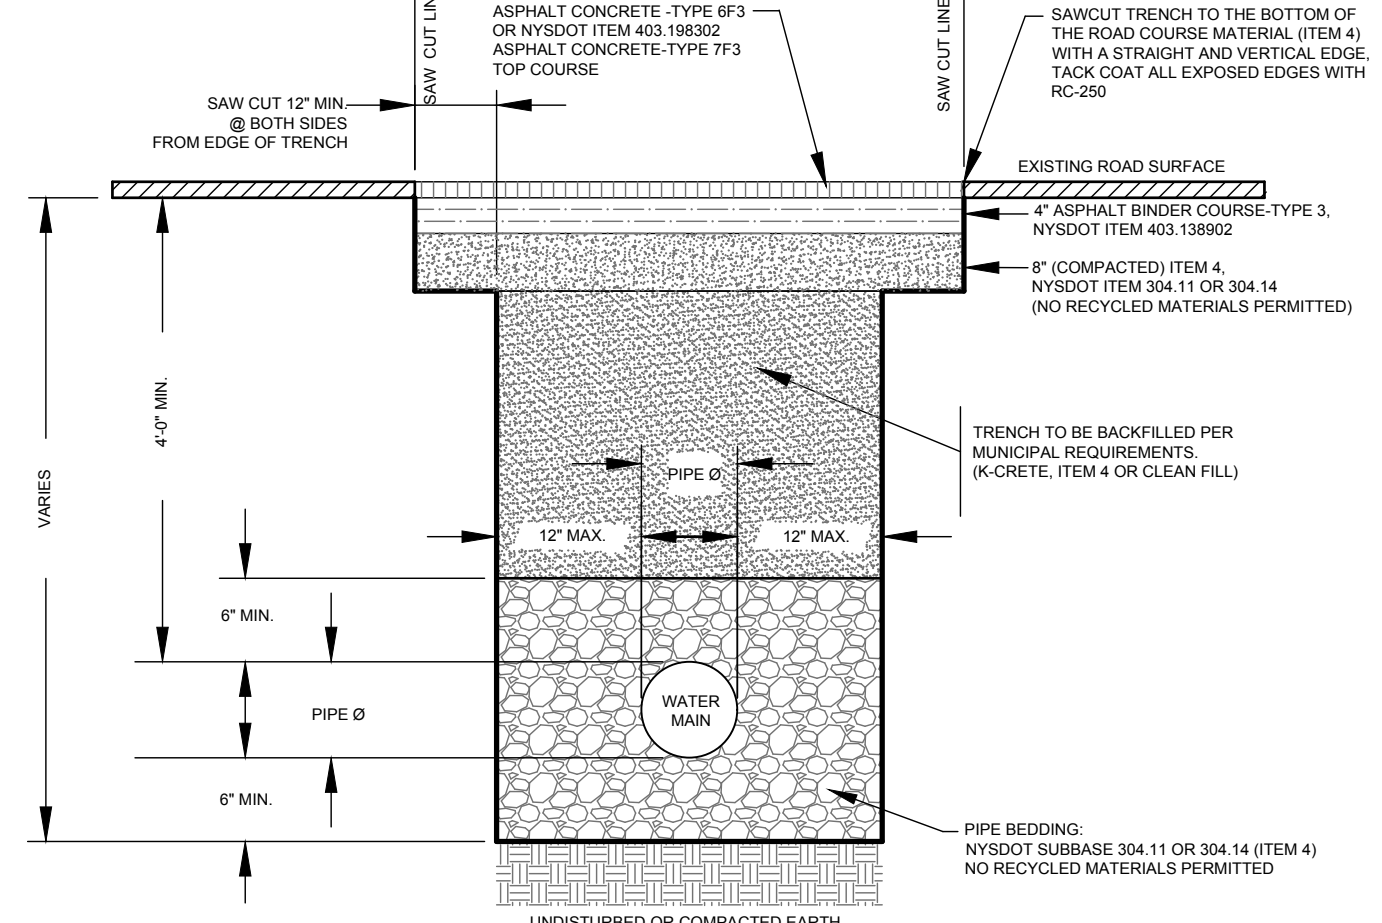 SAW CUT LIN
ASPHALT CONCRETE -TYPE 6F3
OR NYSDOT ITEM 403.198302
ASPHALT CONCRETE-TYPE 7F3
TOP COURSE
SAW CUT LINE
SAWCUT TRENCH TO THE BOTTOM OF
THE ROAD COURSE MATERIAL (ITEM 4)
WITH A STRAIGHT AND VERTICAL EDGE,
TACK COAT ALL EXPOSED EDGES WITH
RC-250
SAW CUT 12" MIN.
@ BOTH SIDES
FROM EDGE OF TRENCH
EXISTING ROAD SURFACE
4" ASPHALT BINDER COURSE-TYPE 3,
NYSDOT ITEM 403.138902
8" (COMPACTED) ITEM 4,
NYSDOT ITEM 304.11 OR 304.14
(NO RECYCLED MATERIALS PERMITTED)
4'-0" MIN.
VARIES
TRENCH TO BE BACKFILLED PER
MUNICIPAL REQUIREMENTS.
(K-CRETE, ITEM 4 OR CLEAN FILL)
PIPE Ø
12" MAX.
12" MAX.
6" MIN.
PIPE Ø
WATER
MAIN
6" MIN.
PIPE BEDDING:
NYSDOT SUBBASE 304.11 OR 304.14 (ITEM 4)
NO RECYCLED MATERIALS PERMITTED
UNDISTURBED OR COMPACTED EARTH